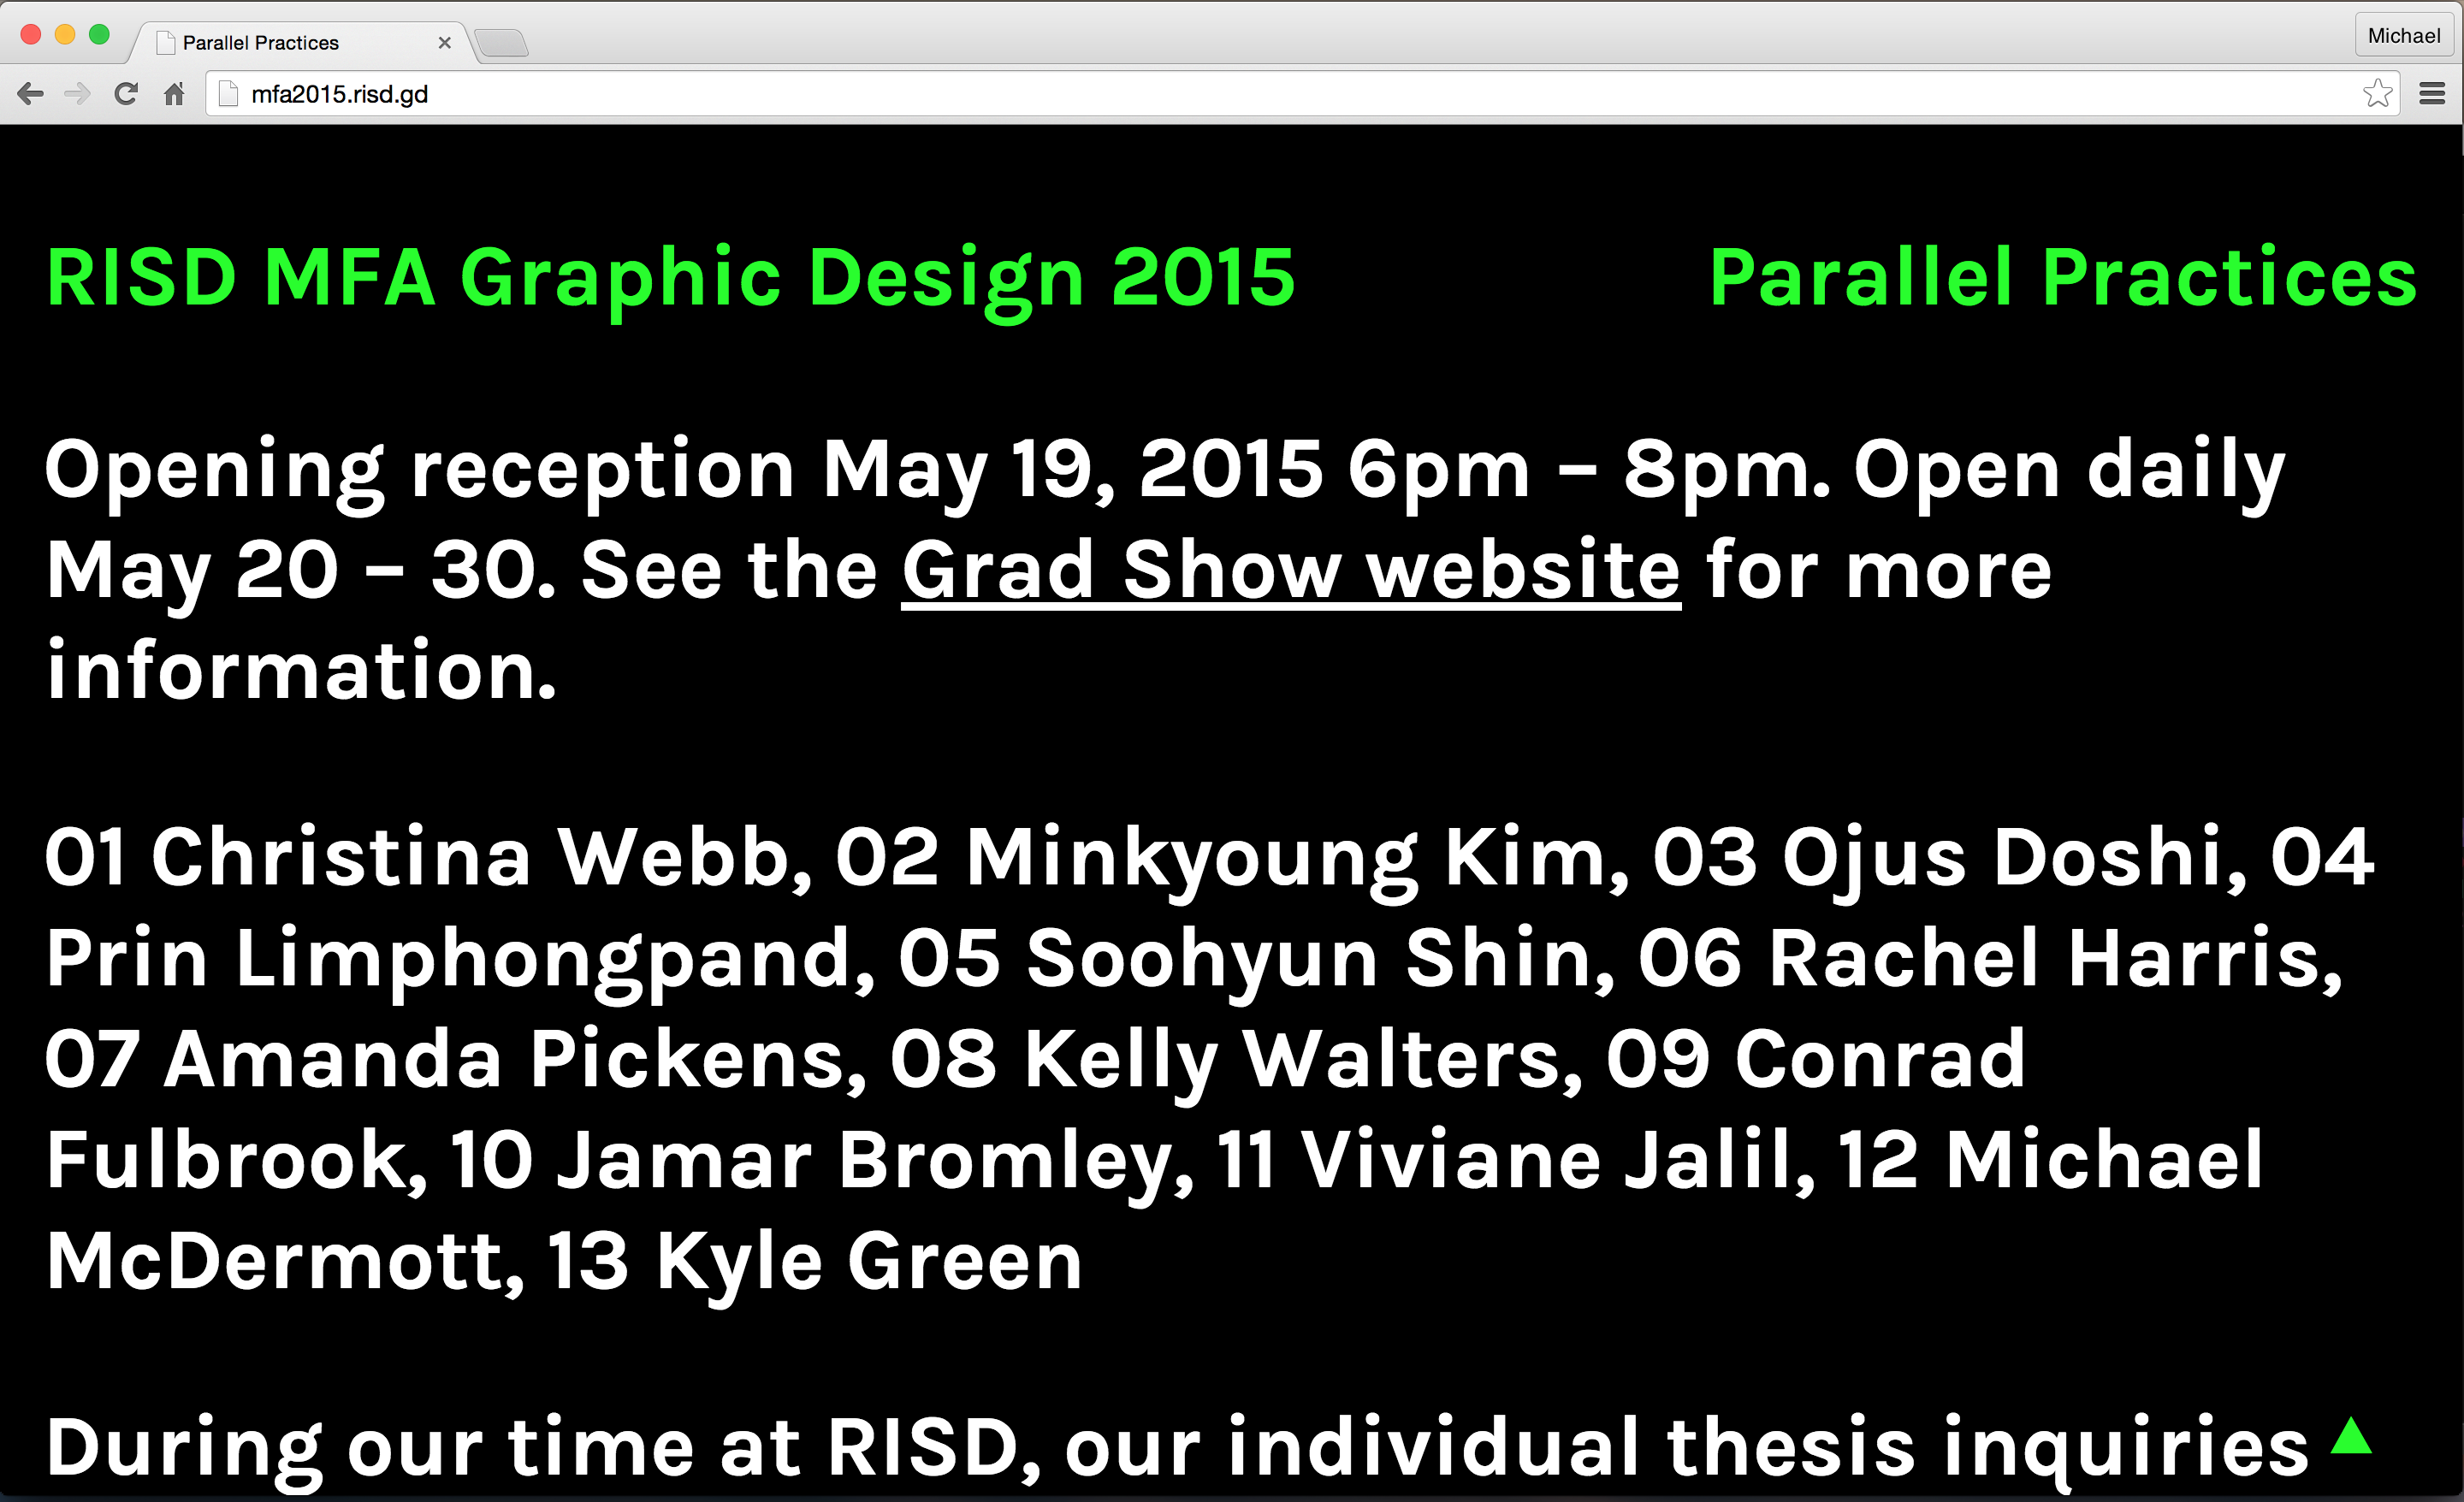 Parallel Practices
Michael
mfa2015.risd.gd
RISD MFA Graphic Design 2015 Parallel Practices
Opening reception May 19, 2015 6pm – 8pm. Open daily
May 20 – 30. See the Grad Show website for more
information.
01 Christina Webb, 02 Minkyoung Kim, 03 Ojus Doshi, 04
Prin Limphongpand, 05 Soohyun Shin, 06 Rachel Harris,
07 Amanda Pickens, 08 Kelly Walters, 09 Conrad
Fulbrook, 10 Jamar Bromley, 11 Viviane Jalil, 12 Michael
McDermott, 13 Kyle Green
During our time at RISD, our individual thesis inquiries